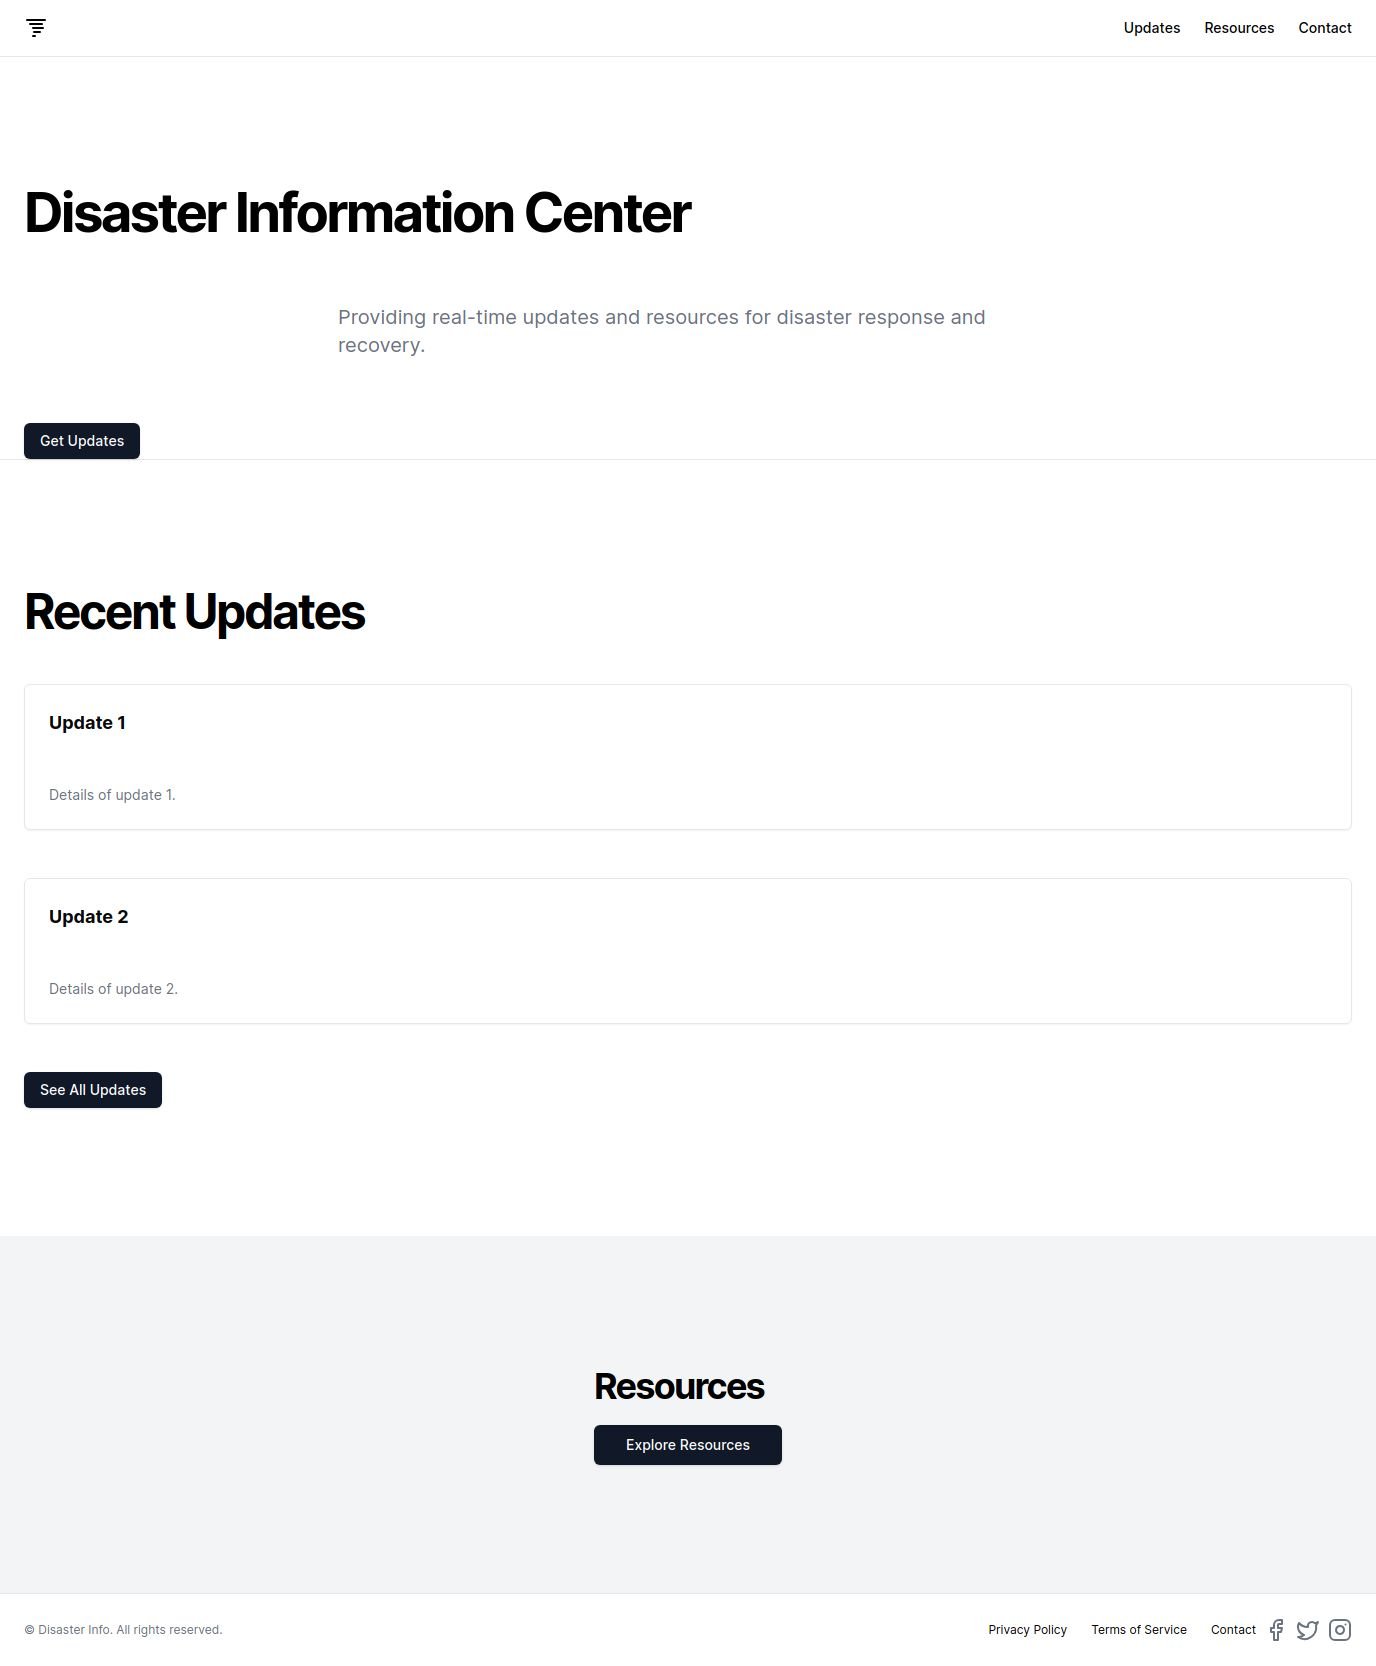 Updates Resources Contact
Disaster Information Center
Providing real-time updates and resources for disaster response and
recovery.
Get Updates
Recent Updates
Update 1
Details of update 1.
Update 2
Details of update 2.
See All Updates
Resources
Explore Resources
© Disaster Info. All rights reserved. Privacy Policy Terms of Service Contact